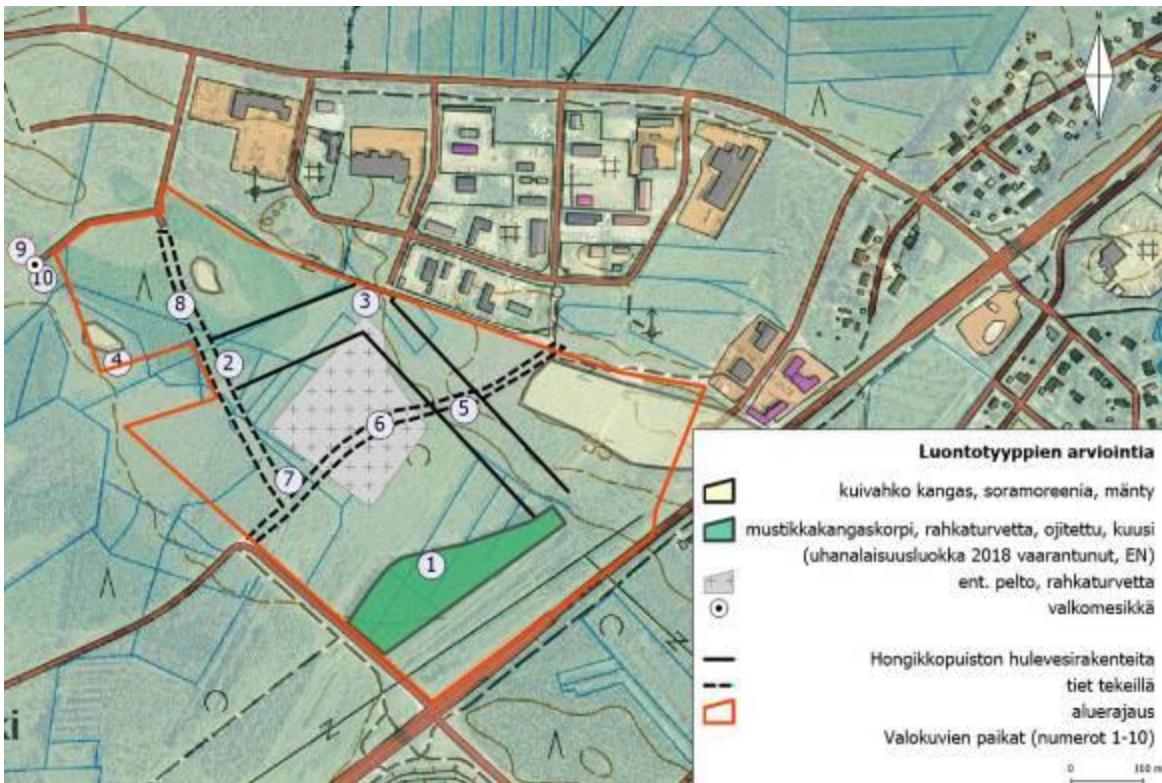 Luontotyyppien arviointia
kuivahko kangas, soramoreenia, mänty
mustikkakangaskorpi, rahkaturvetta, ojitettu, kuusi
(uhanalaisuusluokka 2018 vaarantunut, EN)
ent. pelto, rahkaturvetta
valkomesikkä
Hongikkopuiston hulevesirakenteita
tiet tekeillä
aluerajaus
Valokuvien paikat (numerot 1-10)
0 100 m
N
9
10
8
3
4
2
5
6
7
1
ki